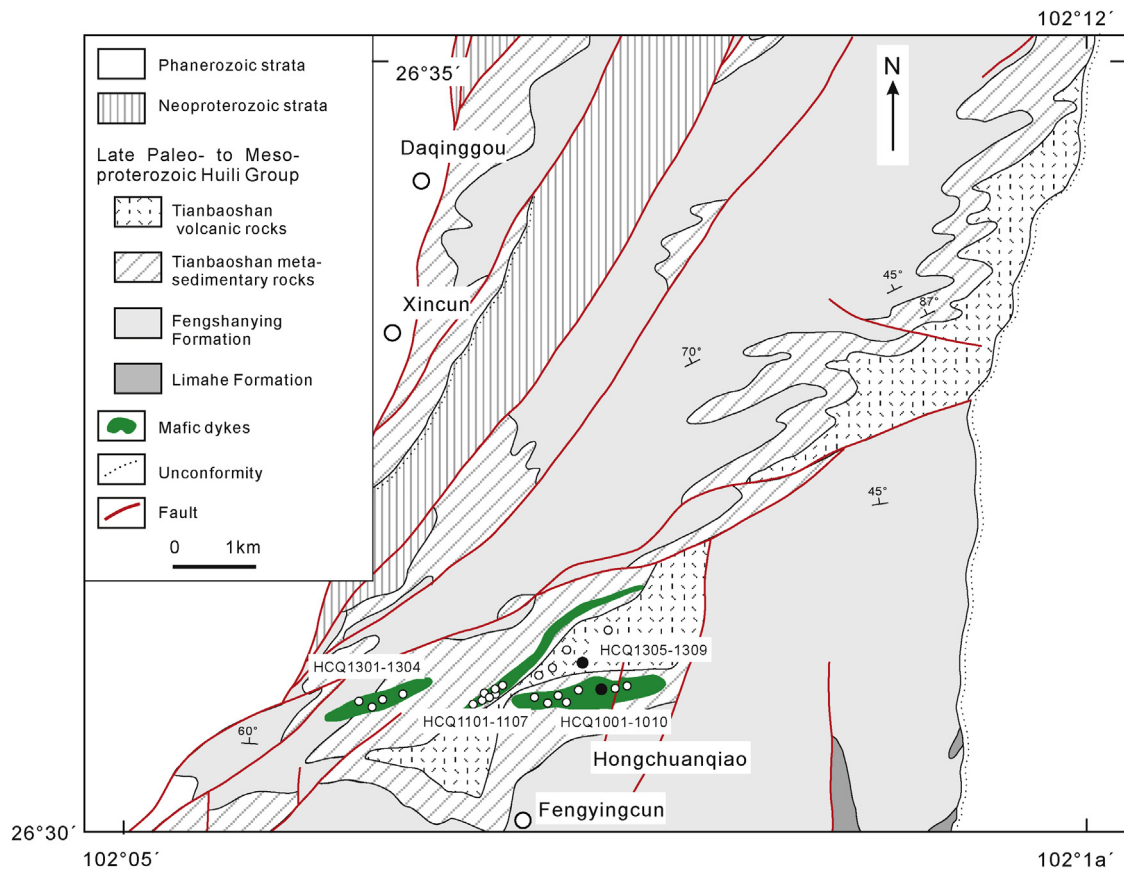 102°12´
Phanerozoic strata
26°35´
N
Neoproterozoic strata
Late Paleo- to Meso-
proterozoic Huili Group
Daqinggou
Tianbaoshan
volcanic rocks
Tianbaoshan meta-
sedimentary rocks
45°
87°
Xincun
Fengshanying
Formation
70°
Limahe Formation
Mafic dykes
Unconformity
45°
Fault
0 1km
HCQ1305-1309
HCQ1301-1304
HCQ1101-1107
HCQ1001-1010
60°
Hongchuanqiao
Fengyingcun
26°30´
102°05´
102°1a´